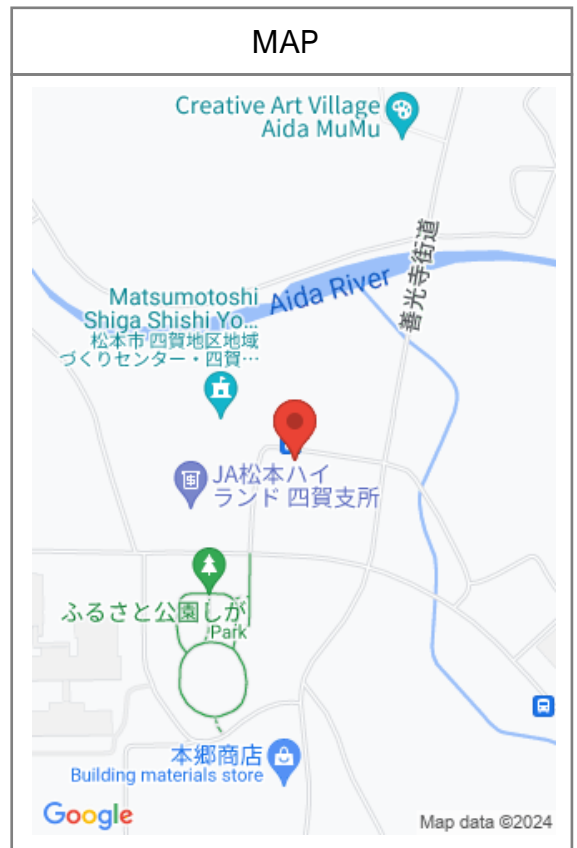 MAP
Creative Art Village
Aida MuMu
善光寺街道
Aida River
Matsumotoshi
Shiga Shishi Yo...
松本市 四賀地区地域
づくりセンター・四賀…
JA松本ハイ
ランド 四賀支所
ふるさと公園しが
Park
本郷商店
Building materials store
Google
Map data ©2024